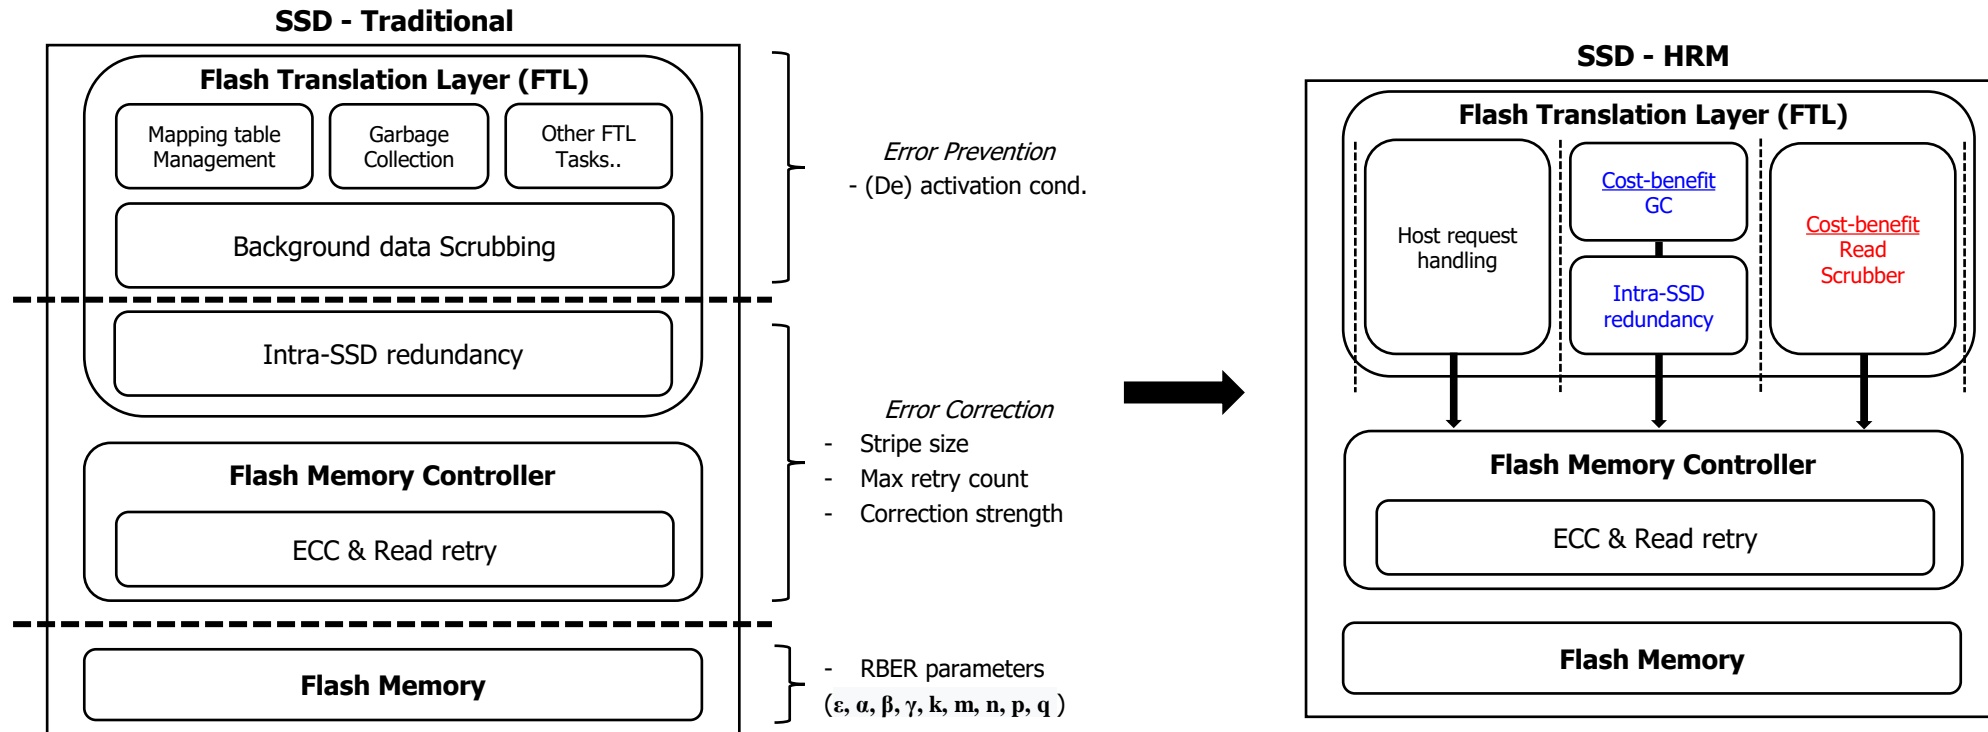 SSD - Traditional
Flash Translation Layer (FTL)
Mapping table
Management
Garbage
Collection
Other FTL
Tasks..
Background data Scrubbing
Intra-SSD redundancy
Flash Memory Controller
ECC & Read retry
Flash Memory
Error Prevention
- (De) activation cond.
Error Correction
- Stripe size
- Max retry count
- Correction strength
- RBER parameters
(ε, α, β, γ, k, m, n, p, q )
SSD - HRM
Flash Translation Layer (FTL)
Host request
handling
Cost-benefit
GC
Intra-SSD
redundancy
Cost-benefit
Read
Scrubber
Flash Memory Controller
ECC & Read retry
Flash Memory